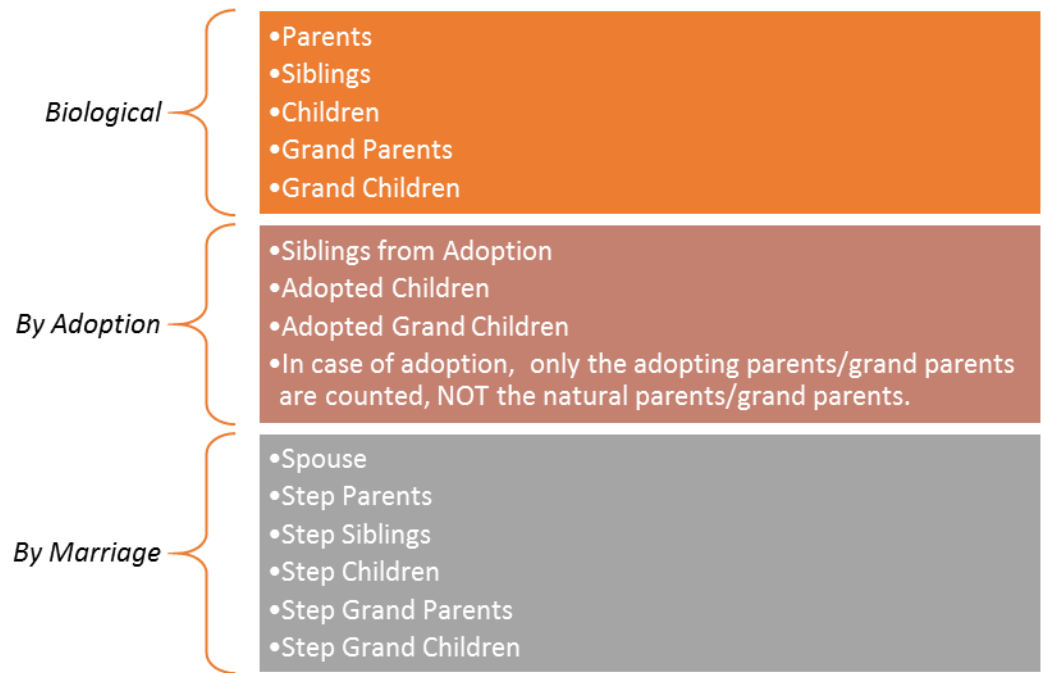 Biological
•Parents
•Siblings
•Children
•Grand Parents
•Grand Children
By Adoption
•Siblings from Adoption
•Adopted Children
•Adopted Grand Children
•In case of adoption,  only the adopting parents/grand parents
are counted, NOT the natural parents/grand parents.
By Marriage
•Spouse
•Step Parents
•Step Siblings
•Step Children
•Step Grand Parents
•Step Grand Children